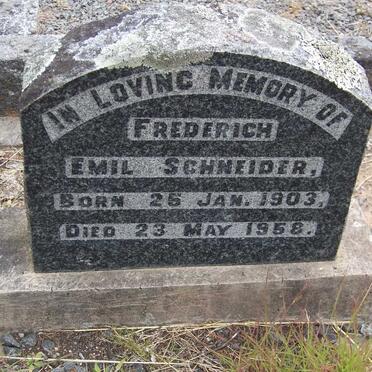 IN LOVING MEMORY OF
FREDERICH
EMIL SCHNEIDER,
BORN 26 JAN. 1903,
DIED 23 MAY 1958.